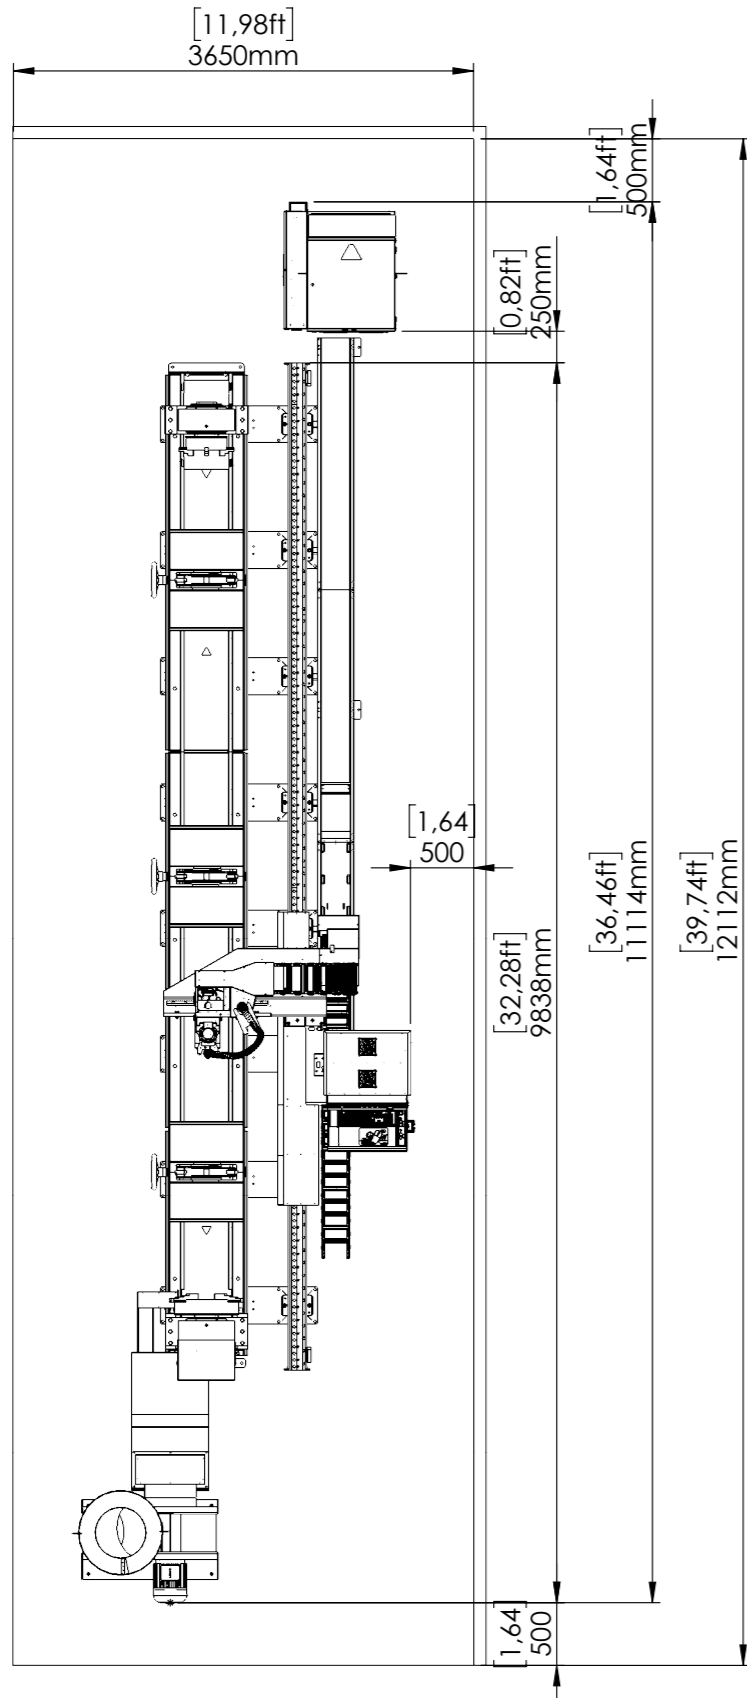 [11,98ft]
3650mm
[1,64ft]
500mm
[0,82ft]
250mm
[1,64]
500
[36,46ft]
11114mm
[39,74ft]
12112mm
[32,28ft]
9838mm
[1,64]
500